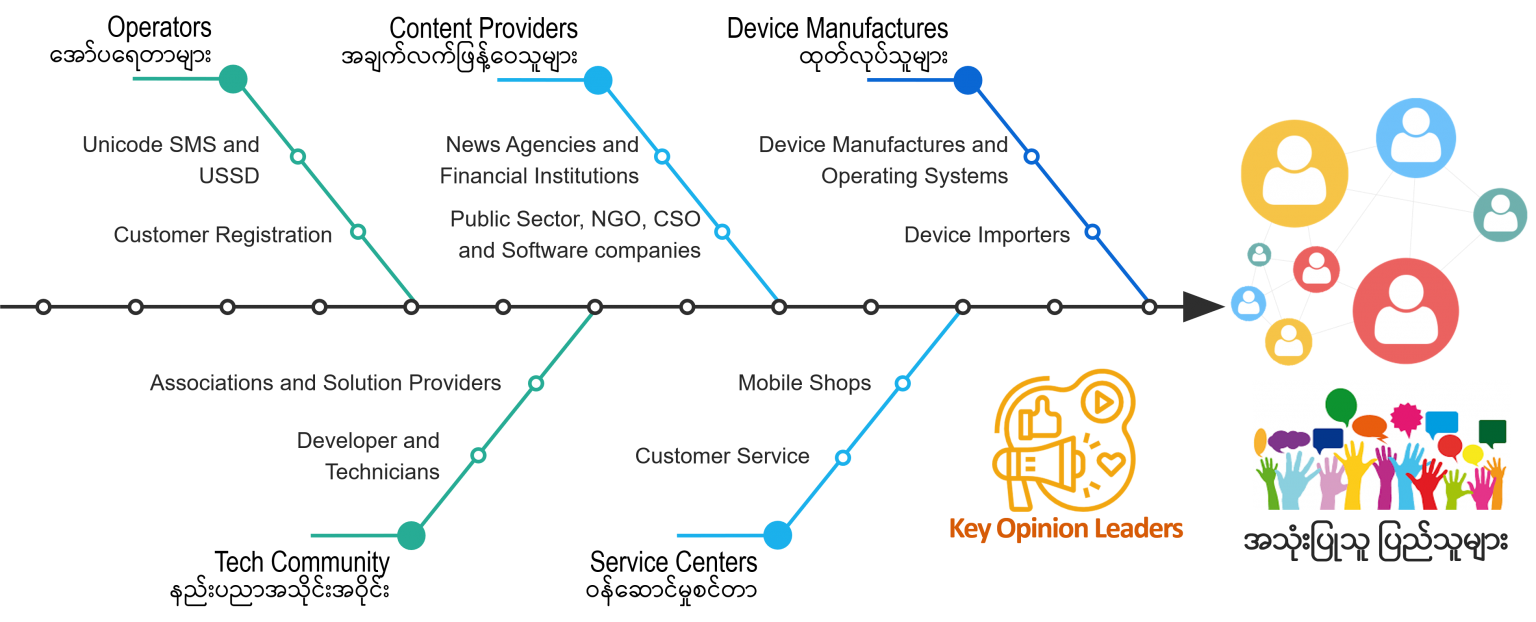 Operators
အော်ပရေတာများ
Unicode SMS and
USSD
Customer Registration
Content Providers
အချက်လက်ဖြန့်ဝေသူများ
News Agencies and
Financial Institutions
Public Sector, NGO, CSO
and Software companies
Device Manufactures
ထုတ်လုပ်သူများ
Device Manufactures and
Operating Systems
Device Importers
Associations and Solution Providers
Developer and
Technicians
Tech Community
နည်းပညာအသိုင်းအဝိုင်း
Mobile Shops
Customer Service
Service Centers
ဝန်ဆောင်မှုစင်တာ
Key Opinion Leaders
အသုံးပြုသူ ပြည်သူများ